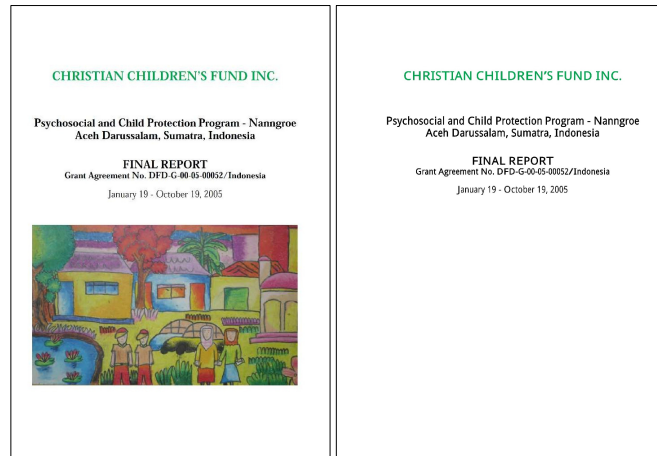 CHRISTIAN CHILDREN'S FUND INC.
Psychosocial and Child Protection Program - Nanngroe
Aceh Darussalam, Sumatra, Indonesia
FINAL REPORT
Grant Agreement No. DFD-G-00-05-00052/Indonesia
January 19 - October 19, 2005
CHRISTIAN CHILDREN'S FUND INC.
Psychosocial and Child Protection Program - Nanngroe
Aceh Darussalam, Sumatra, Indonesia
FINAL REPORT
Grant Agreement No. DFD-G-00-05-00052/Indonesia
January 19 - October 19, 2005